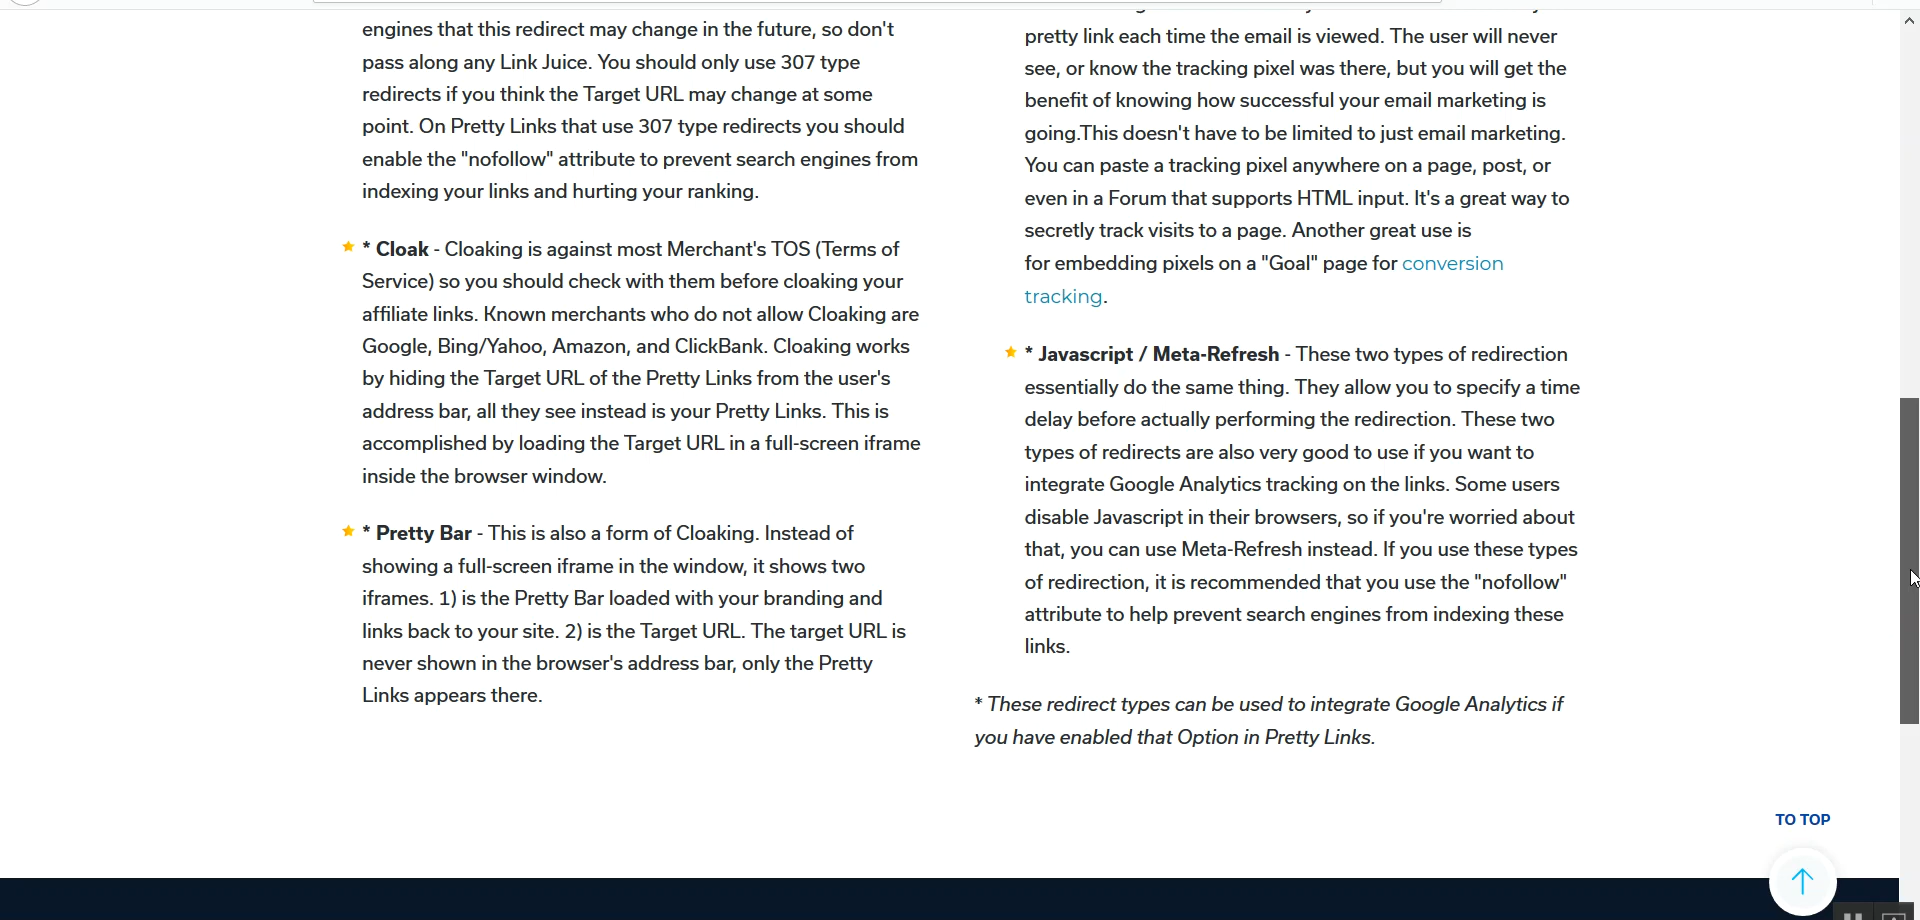 engines that this redirect may change in the future, so don't
pass along any Link Juice. You should only use 307 type
redirects if you think the Target URL may change at some
point. On Pretty Links that use 307 type redirects you should
enable the "nofollow" attribute to prevent search engines from
indexing your links and hurting your ranking.
* Cloak - Cloaking is against most Merchant's TOS (Terms of
Service) so you should check with them before cloaking your
affiliate links. Known merchants who do not allow Cloaking are
Google, Bing/Yahoo, Amazon, and ClickBank. Cloaking works
by hiding the Target URL of the Pretty Links from the user's
address bar, all they see instead is your Pretty Links. This is
accomplished by loading the Target URL in a full-screen iframe
inside the browser window.
* Pretty Bar - This is also a form of Cloaking. Instead of
showing a full-screen iframe in the window, it shows two
iframes. 1) is the Pretty Bar loaded with your branding and
links back to your site. 2) is the Target URL. The target URL is
never shown in the browser's address bar, only the Pretty
Links appears there.
pretty link each time the email is viewed. The user will never
see, or know the tracking pixel was there, but you will get the
benefit of knowing how successful your email marketing is
going.This doesn't have to be limited to just email marketing.
You can paste a tracking pixel anywhere on a page, post, or
even in a Forum that supports HTML input. It's a great way to
secretly track visits to a page. Another great use is
for embedding pixels on a "Goal" page for conversion
tracking.
* Javascript / Meta-Refresh - These two types of redirection
essentially do the same thing. They allow you to specify a time
delay before actually performing the redirection. These two
types of redirects are also very good to use if you want to
integrate Google Analytics tracking on the links. Some users
disable Javascript in their browsers, so if you're worried about
that, you can use Meta-Refresh instead. If you use these types
of redirection, it is recommended that you use the "nofollow"
attribute to help prevent search engines from indexing these
links.
* These redirect types can be used to integrate Google Analytics if
you have enabled that Option in Pretty Links.
TO TOP